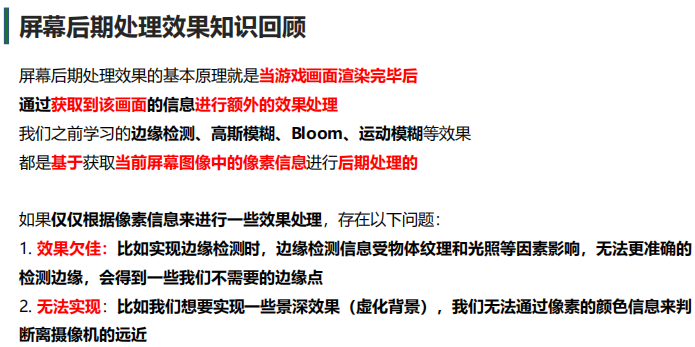 屏幕后期处理效果知识回顾
屏幕后期处理效果的基本原理就是当游戏画面渲染完毕后
通过获取到该画面的信息进行额外的效果处理
我们之前学习的边缘检测、高斯模糊、Bloom、运动模糊等效果
都是基于获取当前屏幕图像中的像素信息进行后期处理的
如果仅仅根据像素信息来进行一些效果处理，存在以下问题：
1. 效果欠佳：比如实现边缘检测时，边缘检测信息受物体纹理和光照等因素影响，无法更准确的
检测边缘，会得到一些我们不需要的边缘点
2. 无法实现：比如我们想要实现一些景深效果（虚化背景），我们无法通过像素的颜色信息来判
断离摄像机的远近